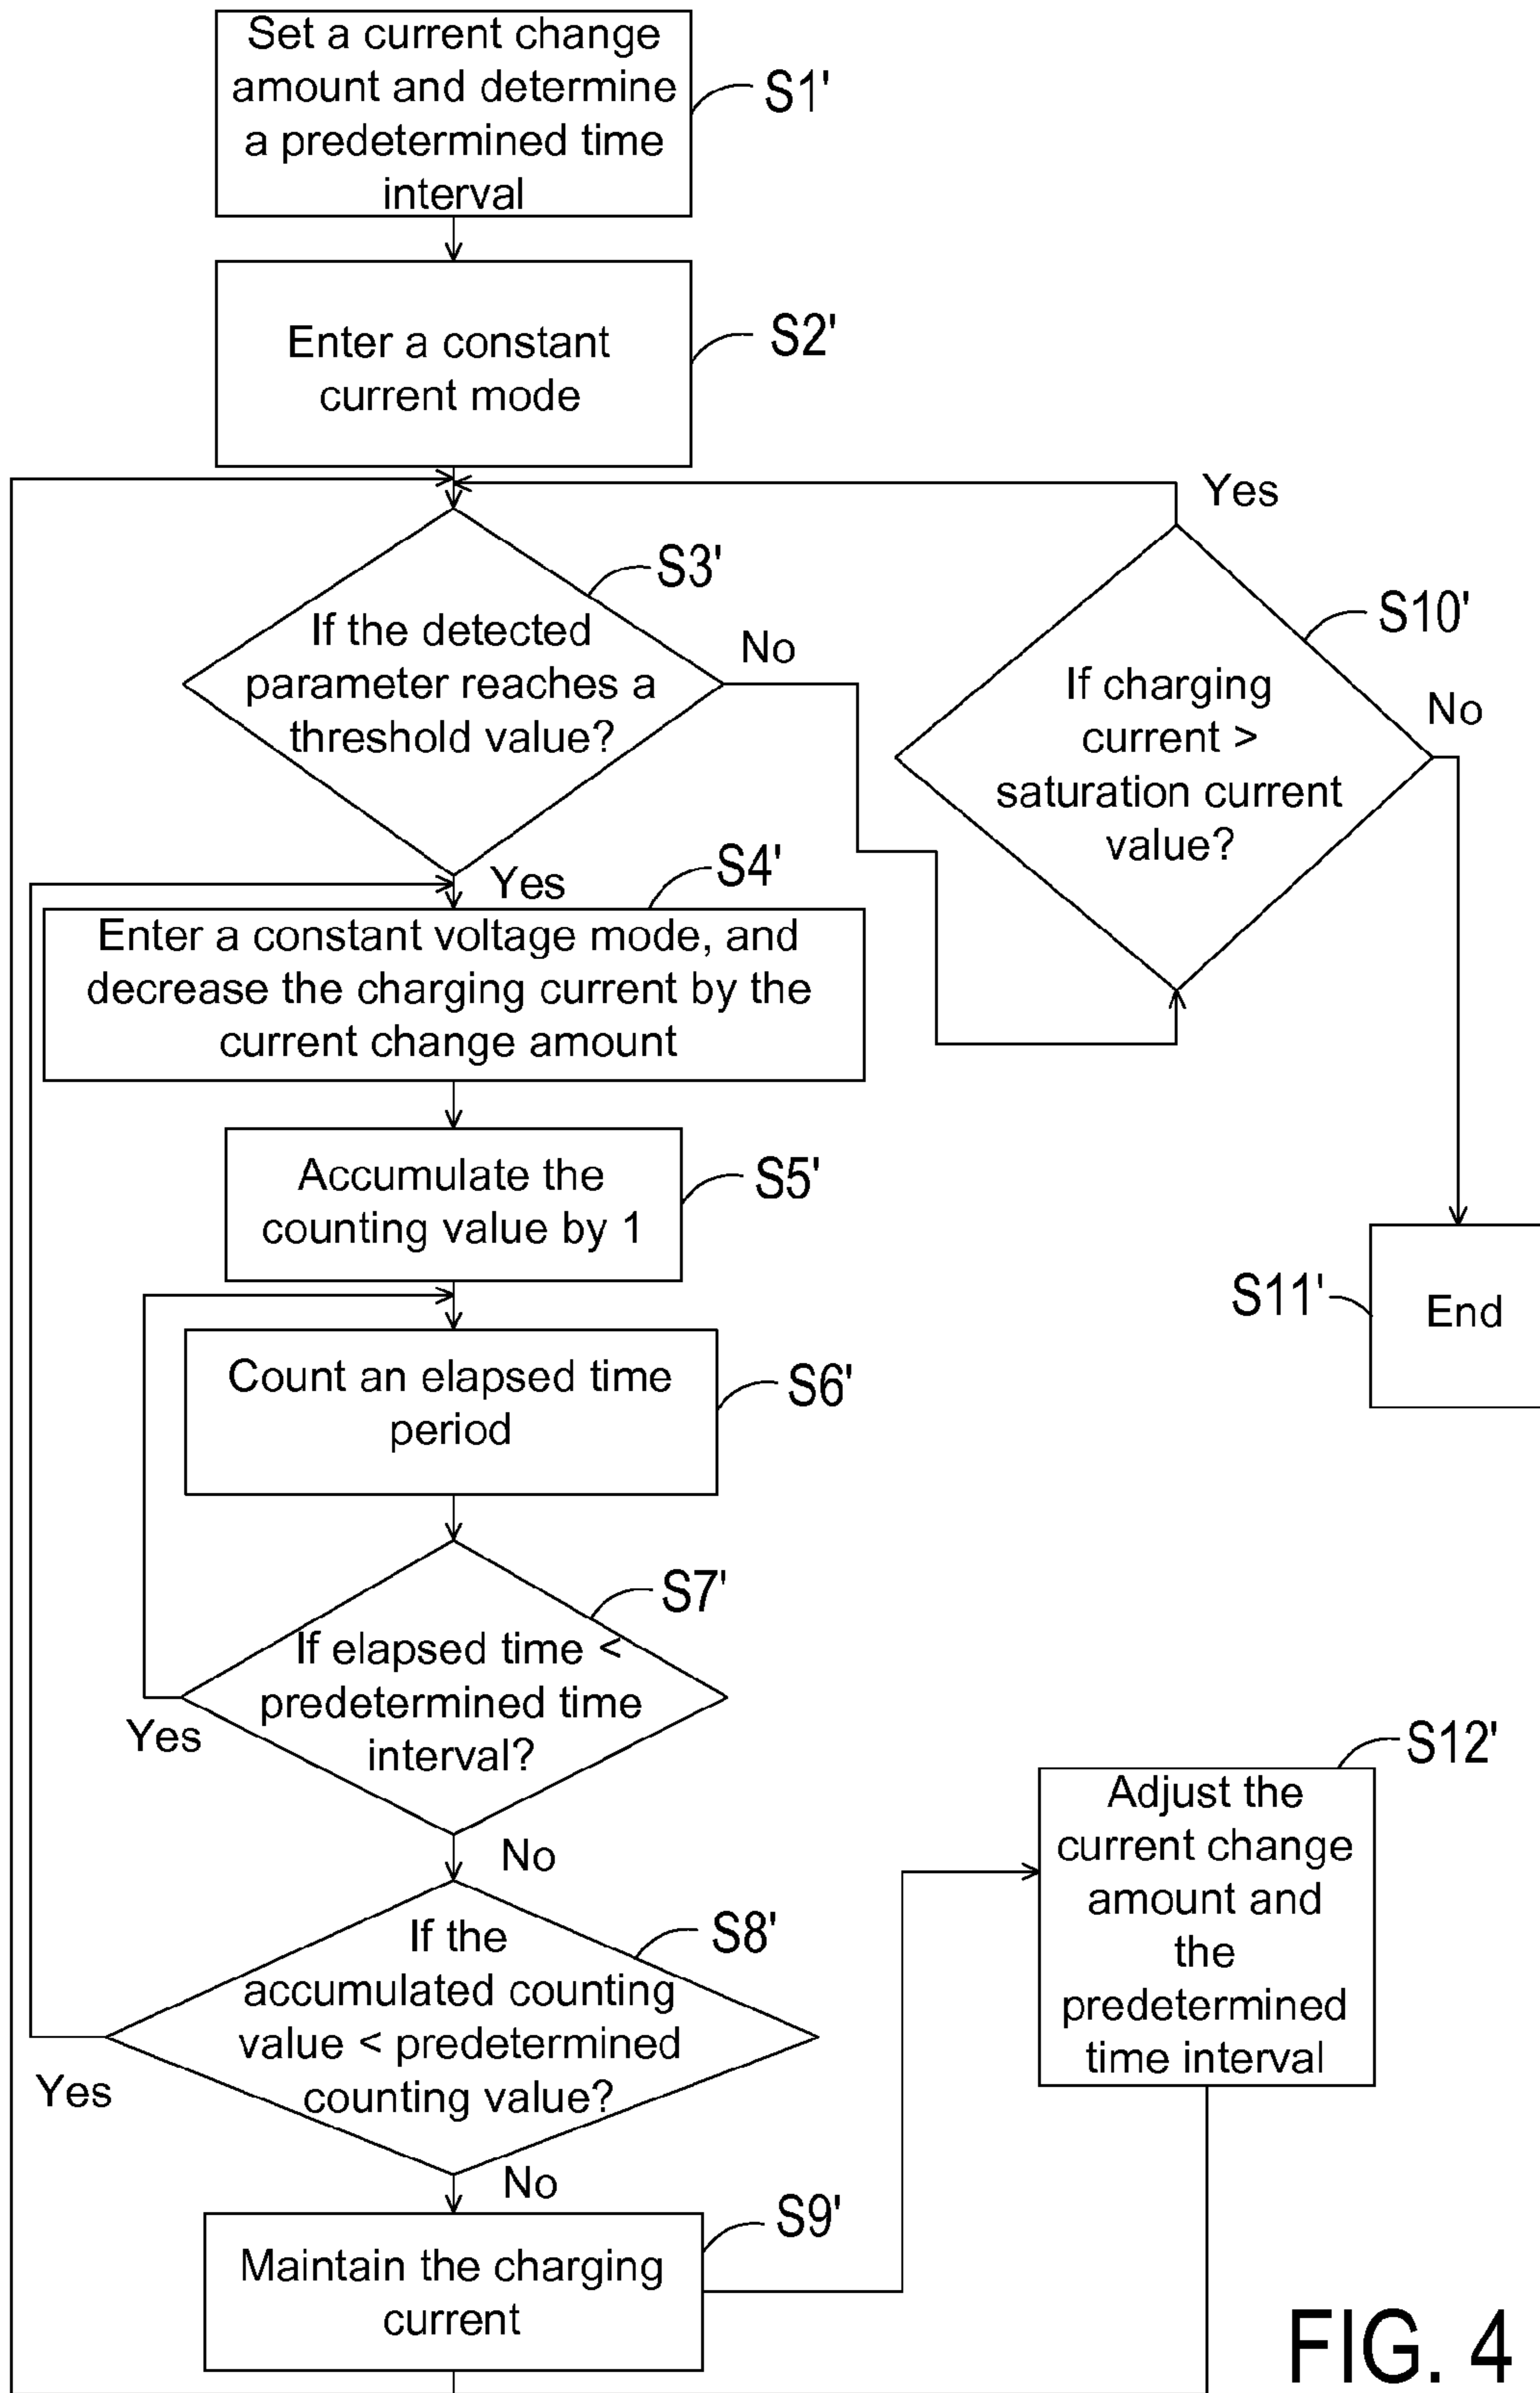 Set a current change
amount and determine
a predetermined time
interval
S1'
Enter a constant
current mode
S2'
If the detected
parameter reaches a
threshold value?
S3'
No
Yes
If charging
current >
saturation current
value?
S10'
Yes
No
Enter a constant voltage mode, and
decrease the charging current by the
current change amount
S4'
Accumulate the
counting value by 1
S5'
End
S11'
Count an elapsed time
period
S6'
If elapsed time <
predetermined time
interval?
S7'
Yes
No
If the
accumulated counting
value < predetermined
counting value?
S8'
Yes
No
Maintain the charging
current
S9'
Adjust the
current change
amount and
the
predetermined
time interval
S12'
FIG. 4